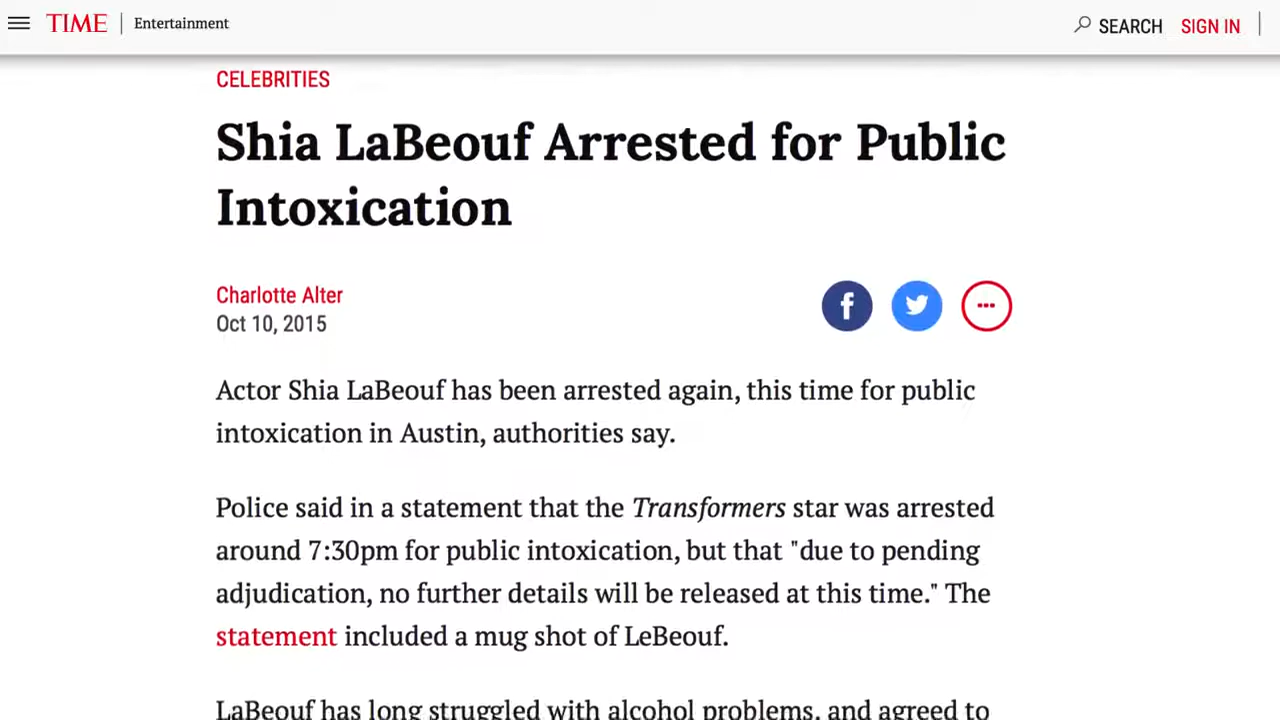 TIME Entertainment SEARCH SIGN IN
CELEBRITIES
Shia LaBeouf Arrested for Public
Intoxication
Charlotte Alter
Oct 10, 2015
Actor Shia LaBeouf has been arrested again, this time for public
intoxication in Austin, authorities say.
Police said in a statement that the Transformers star was arrested
around 7:30pm for public intoxication, but that "due to pending
adjudication, no further details will be released at this time." The
statement included a mug shot of LeBeouf.
LaBeouf has long struggled with alcohol problems, and agreed to